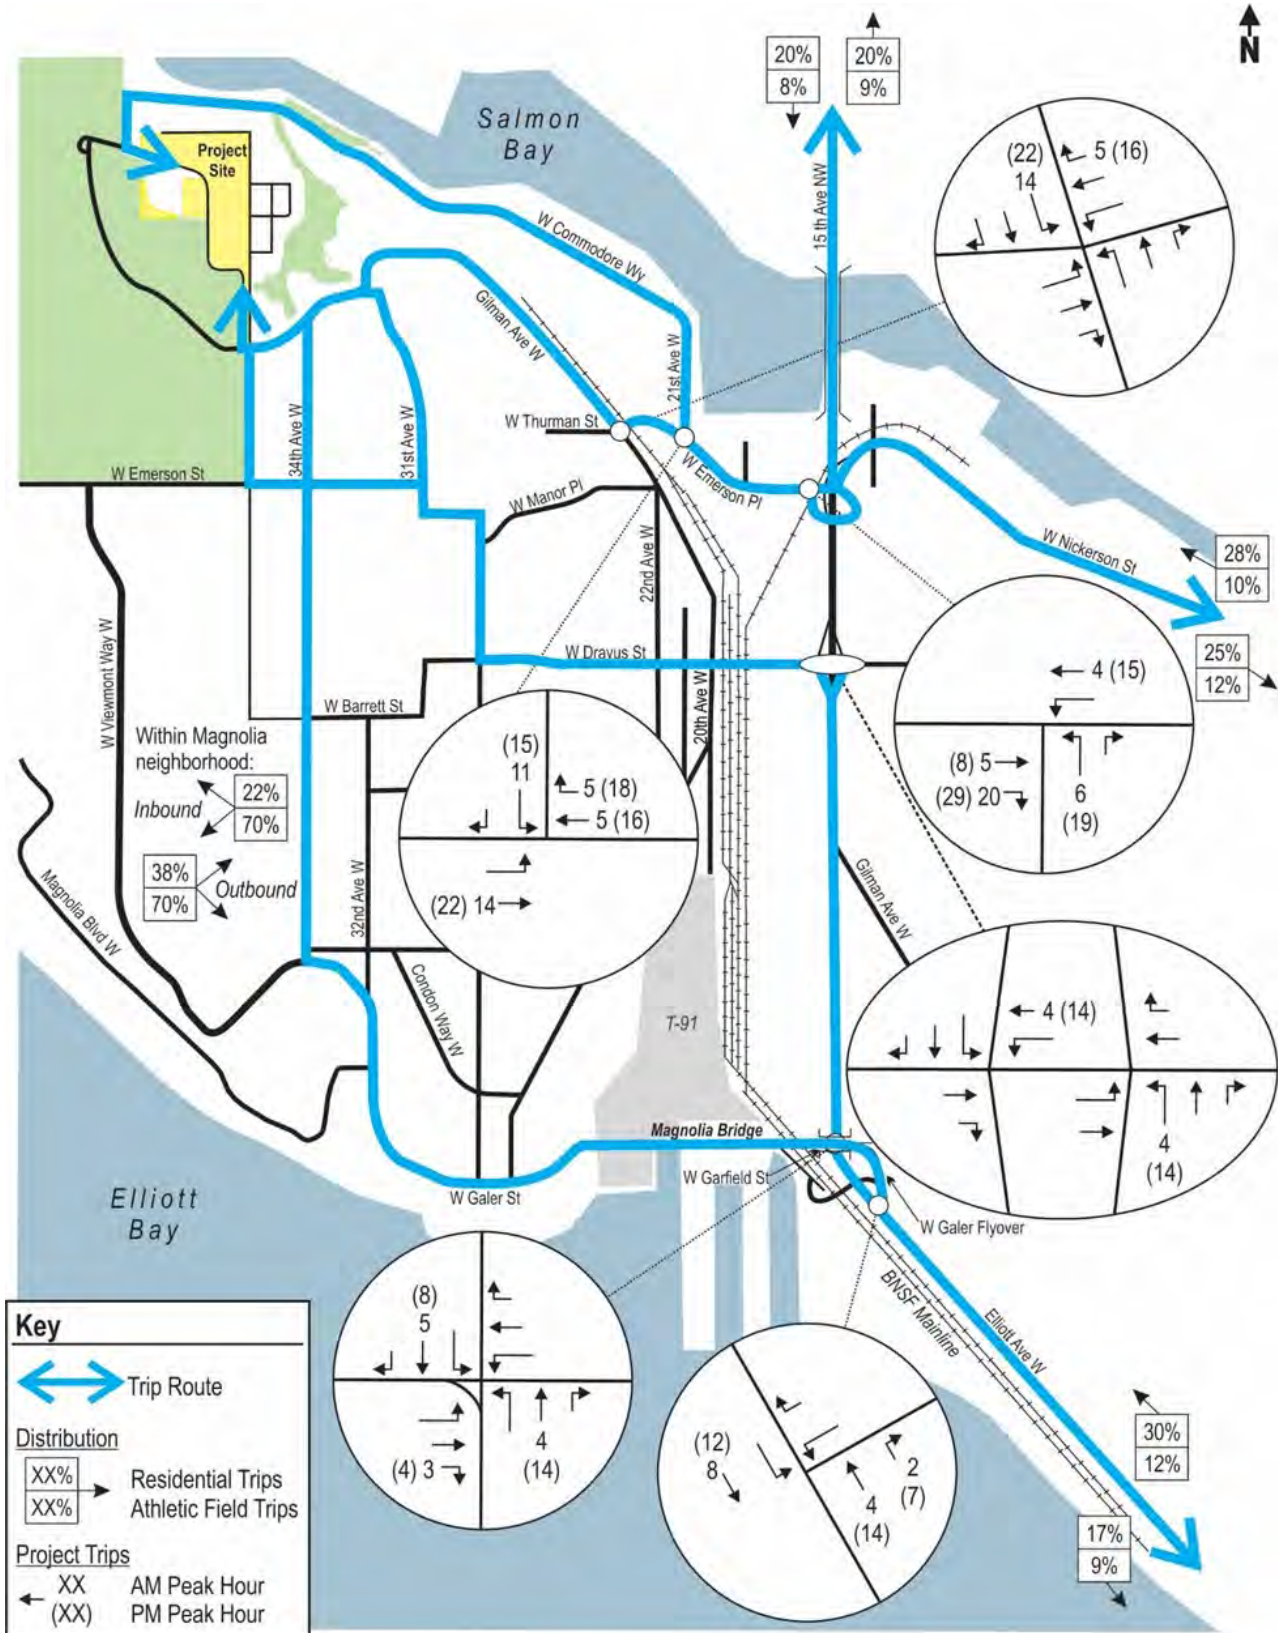 N
20%
8%
20%
9%
Salmon
Bay
Project
Site
15 th Ave NW
(22)
14
5 (16)
W Commodore Wy
Gilman Ave W
21st Ave W
W Thurman St
34th Ave W
31st Ave W
W Emerson St
W Emerson Pl
W Manor Pl
W Nickerson St
28%
10%
25%
12%
W Viewmont Way W
22nd Ave W
W Dravus St
20th Ave W
W Barrett St
4 (15)
(8) 5
(29) 20
6
(19)
Within Magnolia
neighborhood:
Inbound
22%
70%
38%
70%
Outbound
(15)
11
5 (18)
5 (16)
(22) 14
32nd Ave W
Magnolia Blvd W
Condon Way W
Gilman Ave W
T-91
4 (14)
4
(14)
Magnolia Bridge
W Garfield St
W Galer St
W Galer Flyover
Elliott
Bay
BNSF Mainline
Elliott Ave W
(8)
5
(4) 3
4
(14)
(12)
8
2
(7)
4
(14)
30%
12%
17%
9%
Key
Trip Route
Distribution
XX%
XX%
Residential Trips
Athletic Field Trips
Project Trips
XX AM Peak Hour
(XX) PM Peak Hour